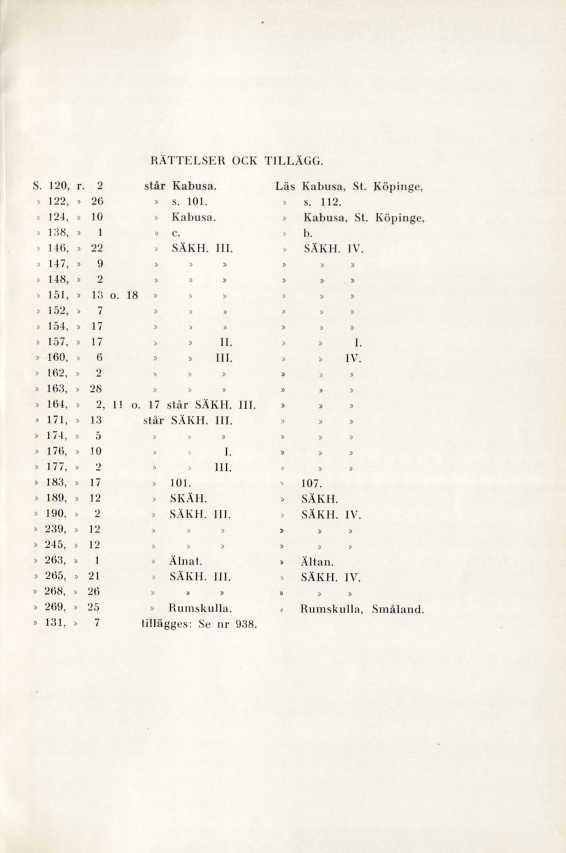 RÄTTELSER OCK TILLÄGG.
S. 120, r. 2 står Kabusa. Läs Kabusa, St. Köpinge.
» 122, » 26 » s. 101. » s. 112.
» 124, » 10 » Kabusa. » Kabusa, St. Köpinge.
» 138, » 1 » c. » b.
» 146, » 22 » SÄKH. III. » SÄKH. IV.
» 147, » 9 » » » » » »
» 148, » 2 » » » » » »
» 151, » 13 o. 18 » » » » » »
» 152, » 7 » » » » » »
» 154, » 17 » » » » » »
» 157, » 17 » » II. » » I.
» 160, » 6 » » III. » » IV.
» 162, » 2 » » » » » »
» 163, » 28 » » » » » »
» 164, » 2, 11 o. 17 står SÄKH. III. » » »
» 171, » 13 står SÄKH. III. » » »
» 174, » 5 » » » » » »
» 176, » 10 » » I. » » »
» 177, » 2 » » III. » » »
» 183, » 17 » 101. » 107.
» 189, » 12 » SKÄH. » SÄKH.
» 190, » 2 » SÄKH. III. » SÄKH. IV.
» 239, » 12 » » » » » »
» 245, » 12 » » » » » »
» 263, » 1 » Älnat. » Ältan.
» 265, » 21 » SÄKH. III. » SÄKH. IV.
» 268, » 26 » » » » » »
» 269, » 25 » Rumskulla. » Rumskulla, Småland.
» 131, » 7 tillägges: Se nr 938.